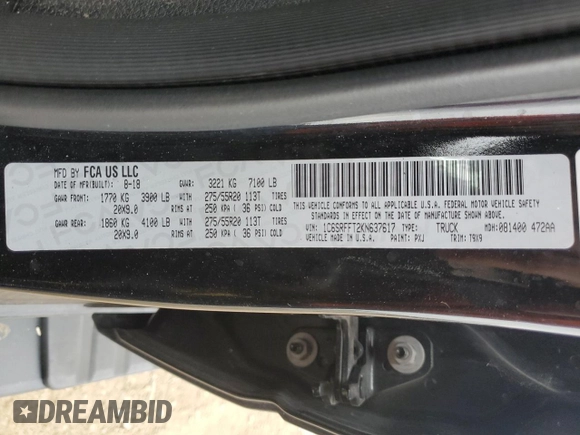 MFD BY FCA US LLC
DATE OF MFR(BUILT): 8-18 GVWR: 3221 KG 7100 LB
GAWR FRONT: 1770 KG 3900 LB 275/55R20 113T TIRES
20X9.0 RIMS AT 250 KPA ( 36 PSI) COLD
GAWR REAR: 1860 KG 4100 LB 275/55R20 113T TIRES
20X9.0 RIMS AT 250 KPA ( 36 PSI) COLD
THIS VEHICLE CONFORMS TO ALL APPLICABLE U.S.A. FEDERAL MOTOR VEHICLE SAFETY
STANDARDS IN EFFECT ON THE DATE OF MANUFACTURE SHOWN ABOVE.
VIN: 1C6SRFFT2KN637617 TYPE: TRUCK MDH: 081400 472AA
VEHICLE MADE IN U.S.A. PAINT: PXJ TRIM: T9X9
DREAMBID